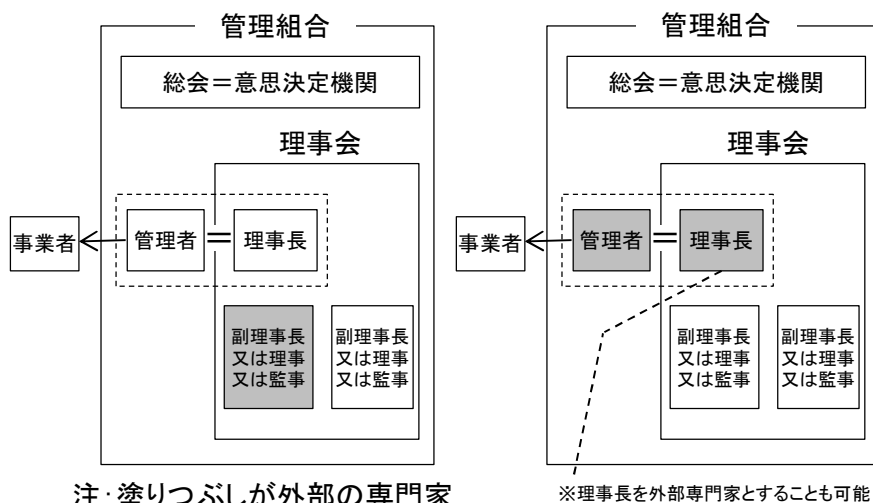 管理組合
総会＝意思決定機関
理事会
事業者
管理者
＝
理事長
副理事長
又は理事
又は監事
副理事長
又は理事
又は監事
注・塗りつぶしが外部の専門家
管理組合
総会＝意思決定機関
理事会
事業者
管理者
＝
理事長
副理事長
又は理事
又は監事
副理事長
又は理事
又は監事
※理事長を外部専門家とすることも可能